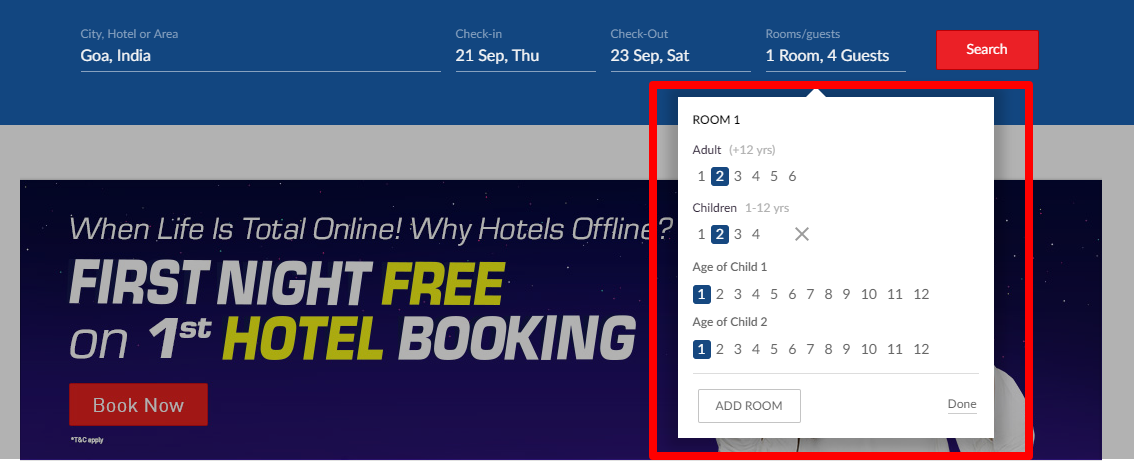 City, Hotel or Area
Goa, India
Check-in
21 Sep, Thu
Check-Out
23 Sep, Sat
Rooms/guests
1 Room, 4 Guests
Search
ROOM 1
Adult (+12 yrs)
1 2 3 4 5 6
Children 1-12 yrs
1 2 3 4
Age of Child 1
1 2 3 4 5 6 7 8 9 10 11 12
Age of Child 2
1 2 3 4 5 6 7 8 9 10 11 12
ADD ROOM
Done
When Life Is Total Online! Why Hotels Offline?
FIRST NIGHT FREE
on 1st HOTEL BOOKING
Book Now
*T&C apply